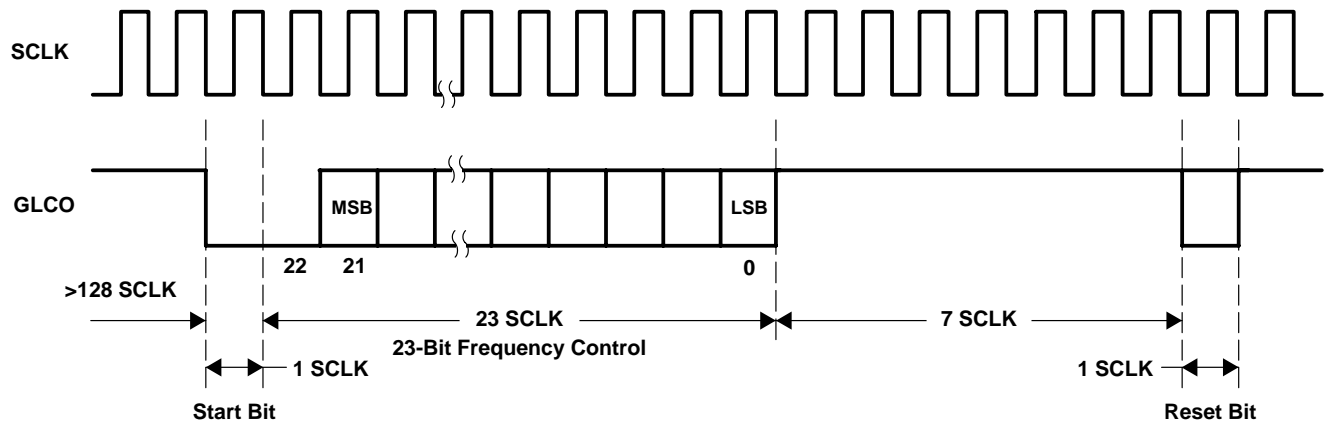 SCLK
GLCO
MSB
LSB
22
21
0
>128 SCLK
23 SCLK
7 SCLK
23-Bit Frequency Control
1 SCLK
1 SCLK
Start Bit
Reset Bit